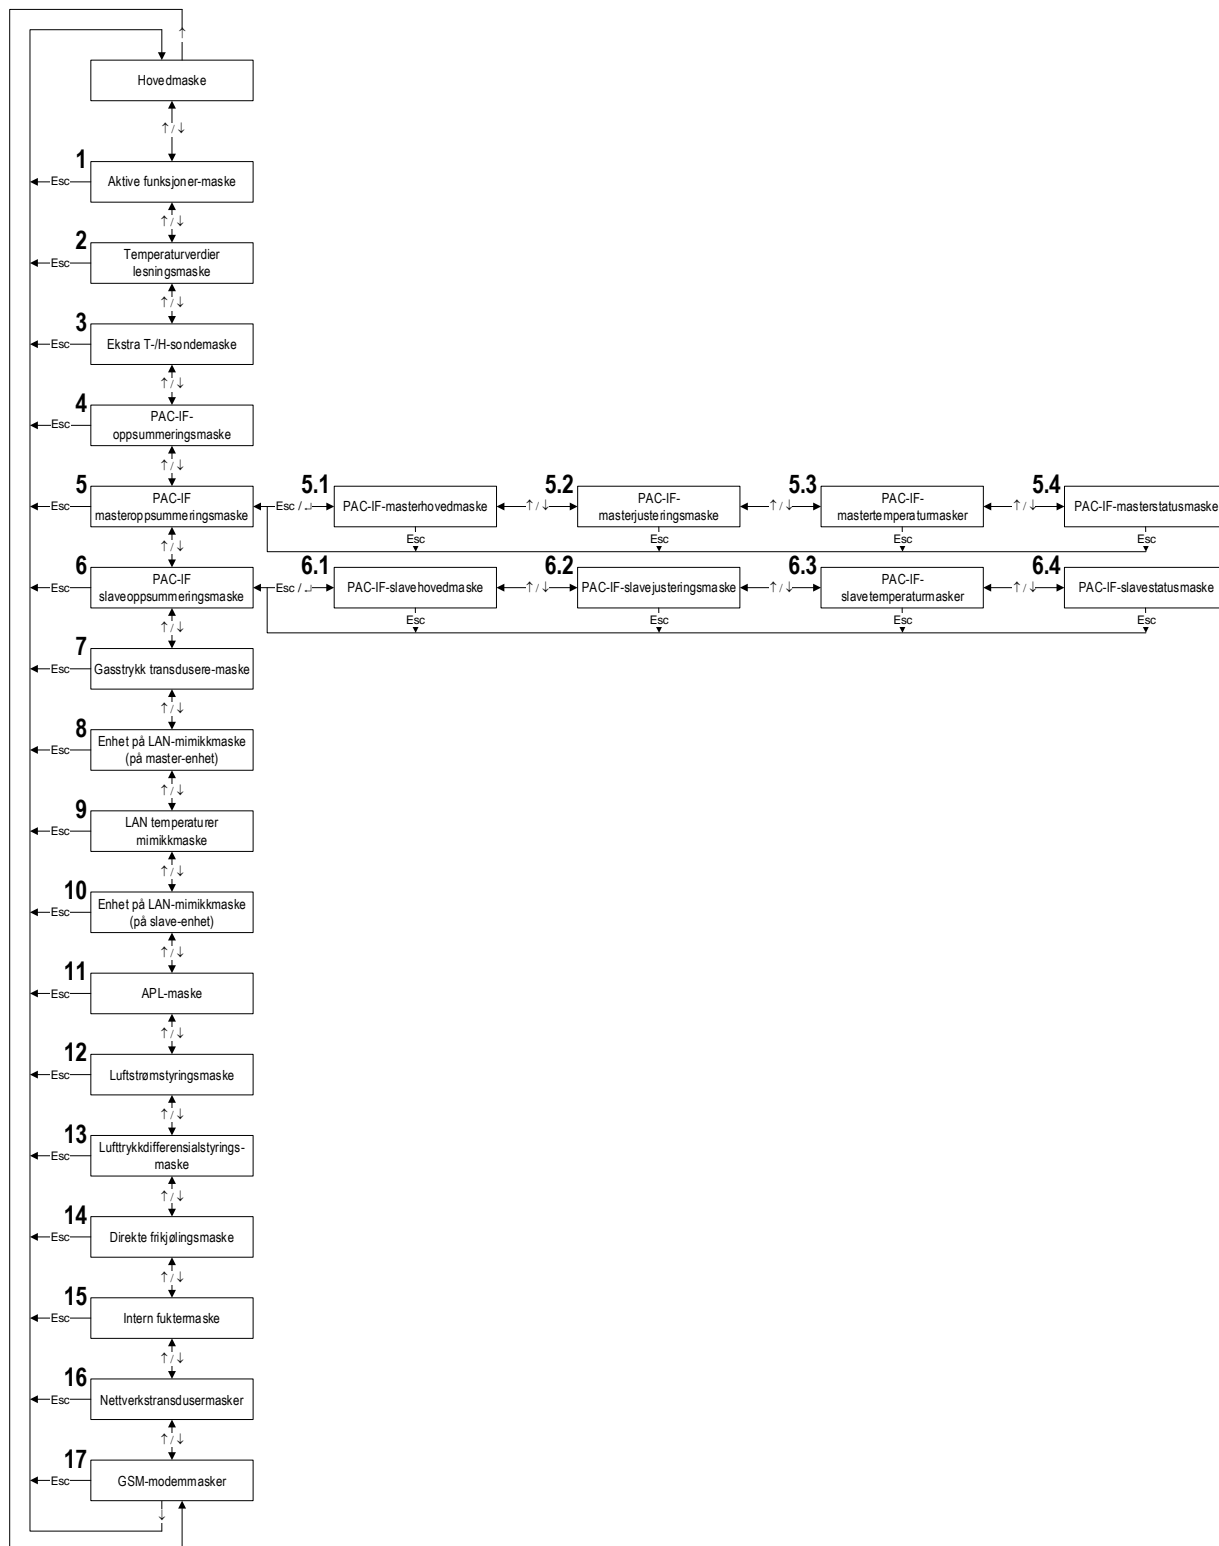 ↑
Hovedmaske
↑ / ↓
1
Esc
Aktive funksjoner-maske
↑ / ↓
2
Esc
Temperaturverdier
lesningsmaske
↑ / ↓
3
Esc
Ekstra T-/H-sondemaske
↑ / ↓
4
Esc
PAC-IF-
oppsummeringsmaske
↑ / ↓
5
Esc
PAC-IF
masteroppsummeringsmaske
Esc / ↵
5.1
PAC-IF-masterhovedmaske
Esc
↑ / ↓
5.2
PAC-IF-
masterjusteringsmaske
Esc
↑ / ↓
5.3
PAC-IF-
mastertemperaturmasker
Esc
↑ / ↓
5.4
PAC-IF-masterstatusmaske
Esc
↑ / ↓
6
Esc
PAC-IF
slaveoppsummeringsmaske
Esc / ↵
6.1
PAC-IF-slavehovedmaske
Esc
↑ / ↓
6.2
PAC-IF-slavejusteringsmaske
Esc
↑ / ↓
6.3
PAC-IF-
slavetemperaturmasker
Esc
↑ / ↓
6.4
PAC-IF-slavestatusmaske
Esc
↑ / ↓
7
Esc
Gasstrykk transdusere-maske
↑ / ↓
8
Esc
Enhet på LAN-mimikkmaske
(på master-enhet)
↑ / ↓
9
Esc
LAN temperaturer
mimikkmaske
↑ / ↓
10
Esc
Enhet på LAN-mimikkmaske
(på slave-enhet)
↑ / ↓
11
Esc
APL-maske
↑ / ↓
12
Esc
Luftstrømstyringsmaske
↑ / ↓
13
Esc
Lufttrykkdifferensialstyrings-
maske
↑ / ↓
14
Esc
Direkte frikjølingsmaske
↑ / ↓
15
Esc
Intern fuktermaske
↑ / ↓
16
Esc
Nettverkstransdusermasker
↑ / ↓
17
Esc
GSM-modemmasker
↓